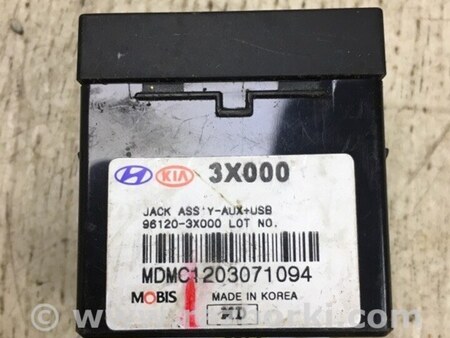 KIA 3X000
JACK ASS'Y-AUX+USB
96120-3X000 LOT NO.
MDMC1203071094
MOBIS MADE IN KOREA